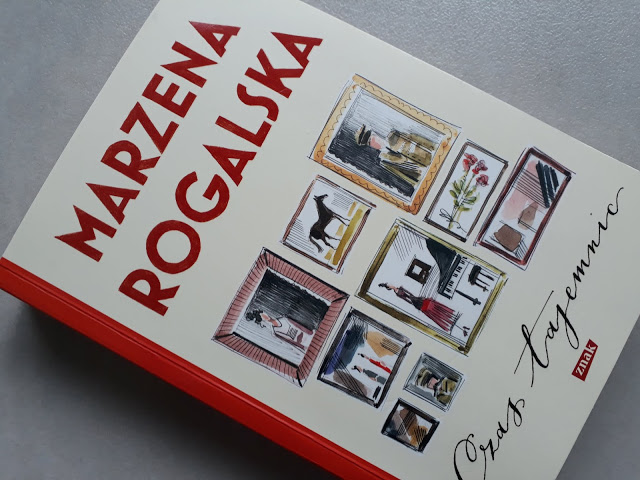 MARZENA
ROGALSKA
Czas tajemnic
znak